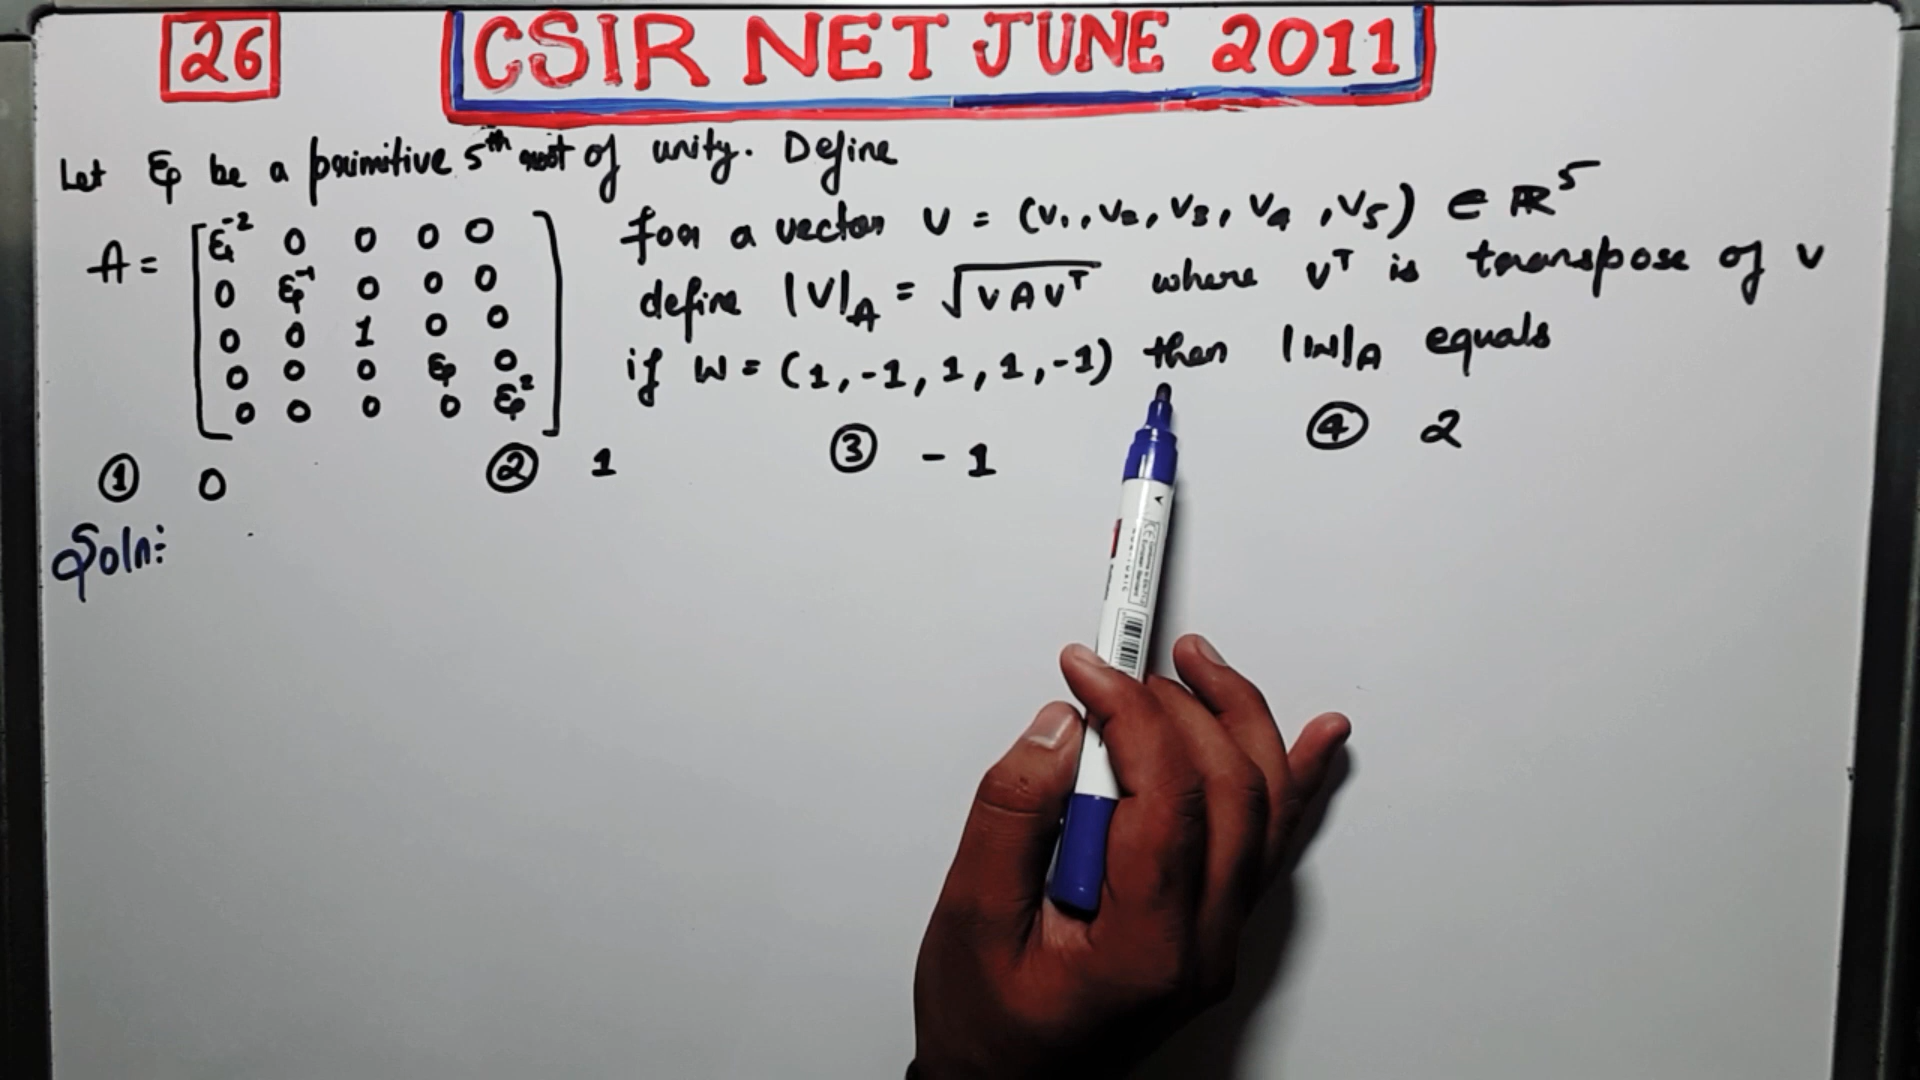 26 CSIR NET JUNE 2011
Let ξ be a primitive 5th root of unity. Define
A = [ξ⁻² 0 0 0 0
0 ξ⁻¹ 0 0 0
0 0 1 0 0
0 0 0 ξ 0
0 0 0 0 ξ²]
for a vector V = (V₁, V₂, V₃, V₄, V₅) ∈ ℝ⁵
define |V|_A = √VAVᵀ where Vᵀ is transpose of V
if W = (1, -1, 1, 1, -1) then |W|_A equals
① 0 ② 1 ③ -1 ④ 2
Soln: